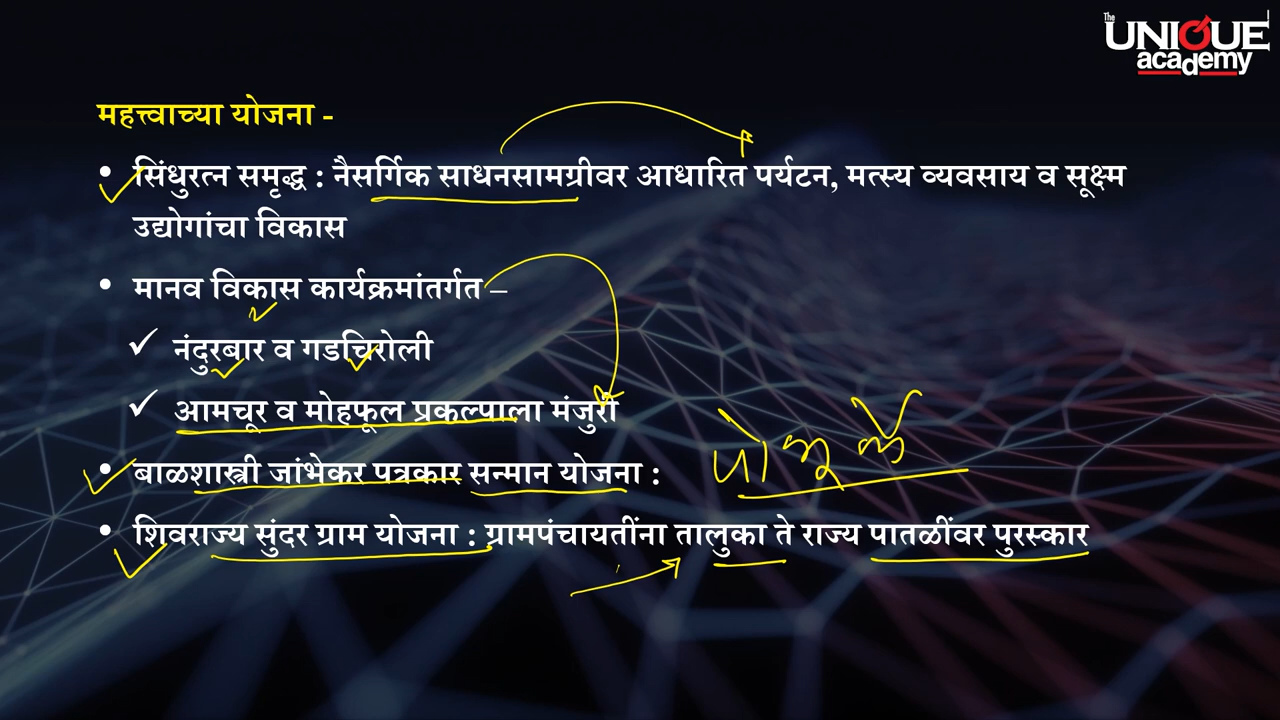 The
UNIQUE
academy
महत्त्वाच्या योजना -
• सिंधुरत्न समृद्ध : नैसर्गिक साधनसामग्रीवर आधारित पर्यटन, मत्स्य व्यवसाय व सूक्ष्म
उद्योगांचा विकास
• मानव विकास कार्यक्रमांतर्गत –
✓ नंदुरबार व गडचिरोली
✓ आमचूर व मोहफूल प्रकल्पाला मंजुरी
• बाळशास्त्री जांभेकर पत्रकार सन्मान योजना :
• शिवराज्य सुंदर ग्राम योजना : ग्रामपंचायतींना तालुका ते राज्य पातळींवर पुरस्कार